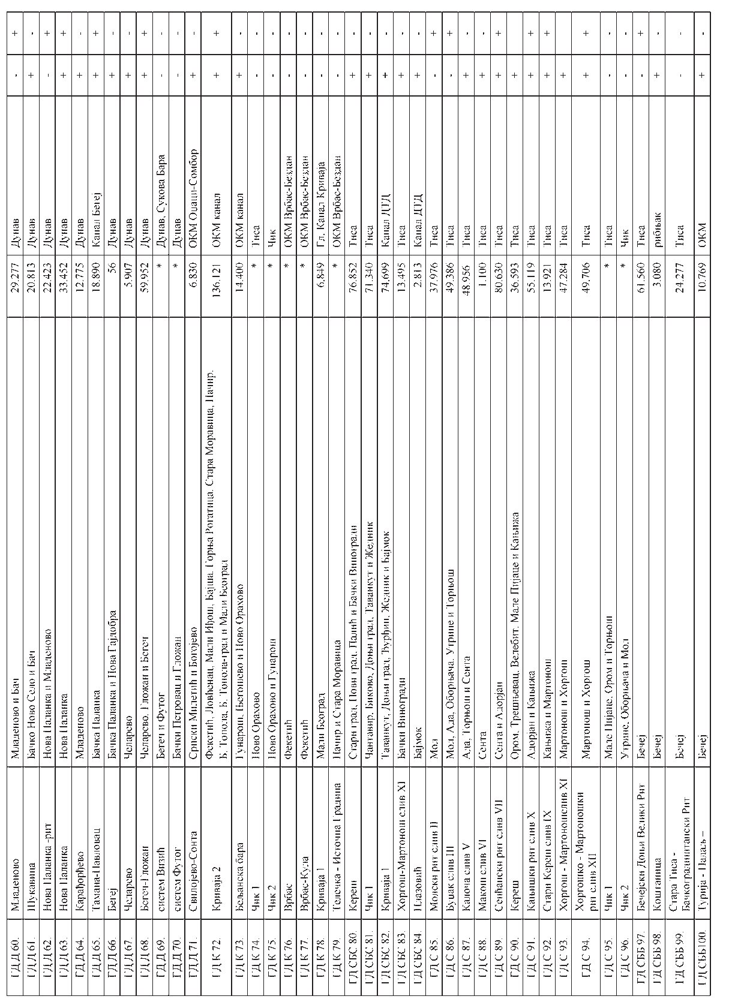 ГД Д 60. Младеново Младеново и Бач 29.277 Дунав - +
ГД Д 61. Шукавица Бачко Ново Село и Бач 20.813 Дунав + -
ГД Д 62. Нова Паланка -рит Нова Паланка и Младеново 22.423 Дунав - +
ГД Д 63. Нова Паланка Нова Паланка 33.452 Дунав + +
ГД Д 64. Карађорђево Младеново 12.775 Дунав + -
ГД Д 65. Тамана-Павловац Бачка Паланка 18.890 Канал Бегеј + +
ГД Д 66. Бегеј Бачка Паланка и Нова Гајдобра 56 Дунав + -
ГД Д 67. Челарево Челарево 5.907 Дунав + -
ГД Д 68. Бегеч-Гложан Челарево, Гложан и Бегеч 59.952 Дунав + +
ГД Д 69. систем Визић Бегеч и Футог * Дунав, Сукова Бара - -
ГД Д 70. систем Футог Бачки Петровац и Гложан * Дунав - -
ГД Д 71. Свилојево-Сонта Српски Милетић и Богојево 6.830 ОКМ Оџаци-Сомбор + -
ГД К 72. Криваја 2 Фекетић, Ловћенац, Мали Иђош, Бајша, Горња Рогатица, Стара Моравица, Пачир,
Б. Топола, Б. Топола-град и Мали Београд 136.121 ОКМ канал + +
ГД К 73. Бељанска бара Гунарош, Његошево и Ново Орахово 14.400 ОКМ канал + -
ГД К 74. Чик 1 Ново Орахово * Тиса - -
ГД К 75. Чик 2 Ново Орахово и Гунарош * Чик - -
ГД К 76. Врбас Фекетић * ОКМ Врбас-Бездан - -
ГД К 77. Врбас-Кула Фекетић * ОКМ Врбас-Бездан - -
ГД К 78. Криваја 1 Мали Београд 6.849 Гл. Канал Криваја - -
ГД К 79. Телечка - Источна Градина Пачир и Стара Моравица * ОКМ Врбас-Бездан - -
ГД СБС 80. Кереш Стари град, Нови град, Палић и Бачки Виногради 76.852 Тиса + -
ГД СБС 81. Чик 1 Чантавир, Биково, Доњи град, Таванкут и Жедник 71.340 Тиса + -
ГД СБС 82. Криваја 1 Таванкут, Доњи град, Ђурђин, Жедник и Бајмок 74.699 Канал ДТД + -
ГД СБС 83. Хоргош-Мартонош слив XI Бачки Виногради 13.495 Тиса + -
ГД СБС 84. Плазовић Бајмок 2.813 Канал ДТД + -
ГД С 85. Молски рит слив II Мол 37.976 Тиса - +
ГД С 86. Буџак слив III Мол, Ада, Оборњача, Утрине и Торњош 49.386 Тиса - +
ГД С 87. Калоча слив V Ада, Торњош и Сента 48.956 Тиса + -
ГД С 88. Макош слив VI Сента 1.100 Тиса + -
ГД С 89. Сенћански рит слив VII Сента и Адорјан 80.630 Тиса + +
ГД С 90. Кереш Ором, Трешњевац, Велебит, Мале Пијаце и Кањижа 36.593 Тиса + -
ГД С 91. Кањишки рит слив X Адорјан и Кањижа 55.119 Тиса + +
ГД С 92. Стари Кереш слив IX Кањижа и Мартонош 13.921 Тиса + +
ГД С 93. Хоргош - Мартоношслив XI Мартонош и Хоргош 47.284 Тиса + -
ГД С 94. Хоргошко - Мартоношки
рит слив XII Мартонош и Хоргош 49.706 Тиса + +
ГД С 95. Чик 1 Мале Пијаце, Ором и Торњош * Тиса - -
ГД С 96. Чик 2 Утрине, Оборњача и Мол * Чик - -
ГД СББ 97. Бечејски Доњи Велики Рит Бечеј 61.560 Тиса - +
ГД СББ 98. Коштаница Бечеј 3.080 рибњак + -
ГД СББ 99. Стара Тиса -
Бачкоградиштански Рит Бечеј 24.277 Тиса - -
ГД СББ100. Турија - Надаљ – Бечеј 10.769 ОКМ + -